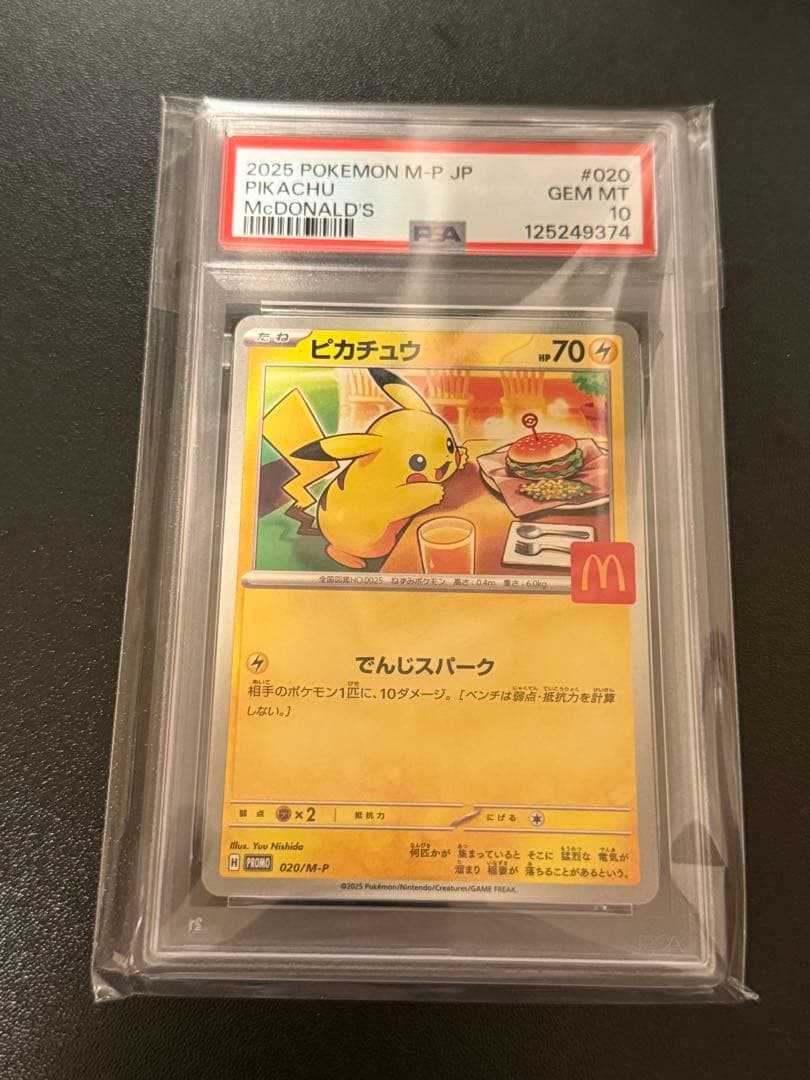 2025 POKEMON M-P JP #020
PIKACHU GEM MT
McDONALD'S 10
PSA 125249374
たね ピカチュウ HP70
M
全国図鑑NO.0025 ねずみポケモン 高さ:0.4m 重さ:6.0kg
でんじスパーク
相手のポケモン1匹に、10ダメージ。[ベンチは弱点・抵抗力を計算
しない。]
弱点 ×2 抵抗力 にげる
Illus. Yuu Nishida
何匹かが 集まっていると そこに 猛烈な 電気が
溜まり 稲妻が 落ちることがあるという。
H PROMO 020/M-P
©2025 Pokémon/Nintendo/Creatures/GAME FREAK.
PSA